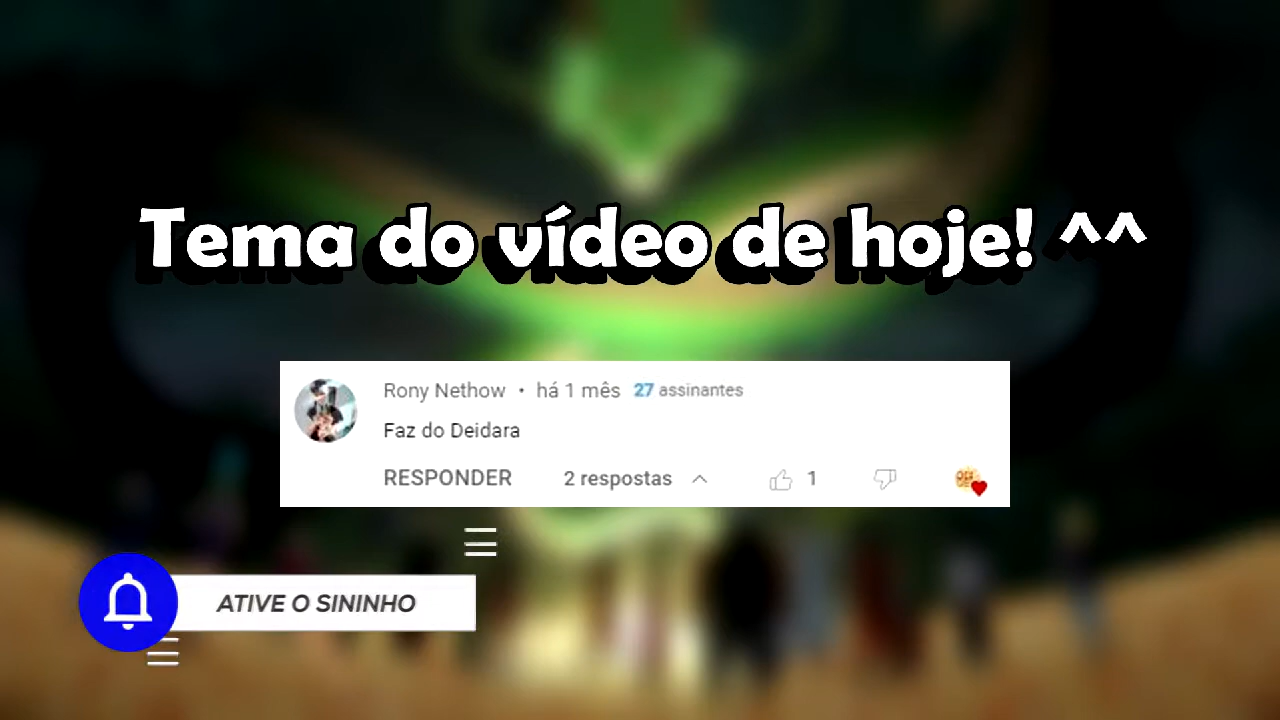 Tema do vídeo de hoje! ^^
Rony Nethow • há 1 mês 27 assinantes
Faz do Deidara
RESPONDER 2 respostas 1
ATIVE O SININHO